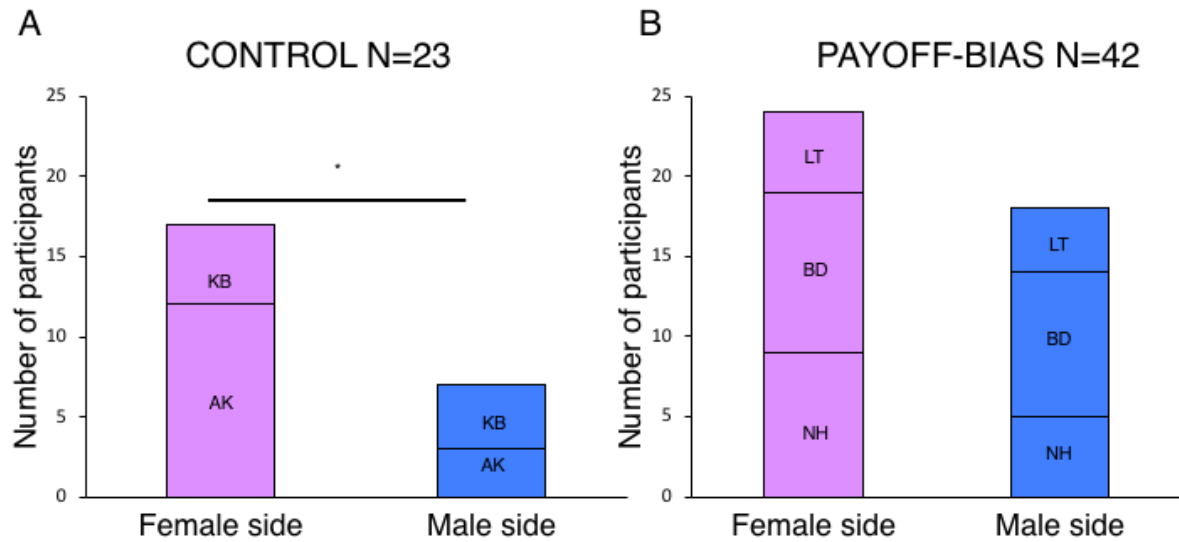 A
CONTROL N=23
Number of participants
25
20
15
10
5
0
*
KB
AK
KB
AK
Female side
Male side
B
PAYOFF-BIAS N=42
Number of participants
25
20
15
10
5
0
LT
BD
NH
LT
BD
NH
Female side
Male side